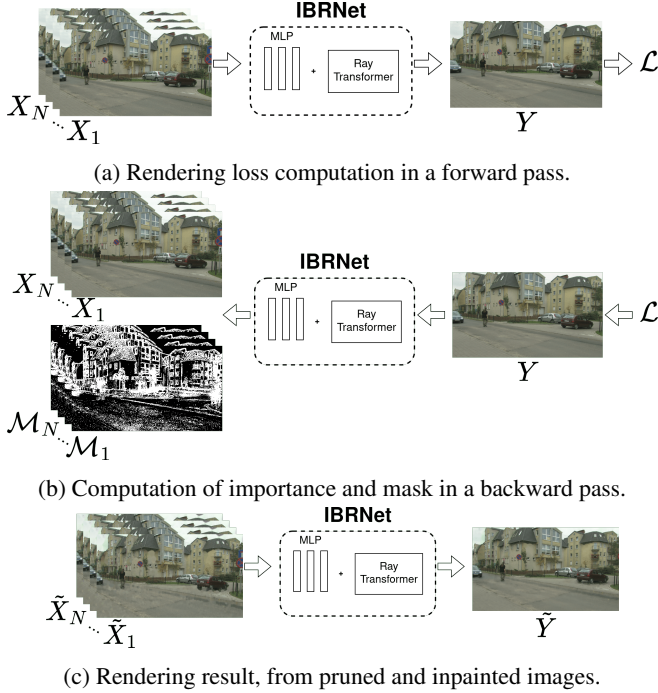 IBRNet
MLP
+
Ray
Transformer
X_N ... X_1
Y
ℒ
(a) Rendering loss computation in a forward pass.
IBRNet
MLP
+
Ray
Transformer
X_N ... X_1
Y
ℒ
ℳ_N ... ℳ_1
(b) Computation of importance and mask in a backward pass.
IBRNet
MLP
+
Ray
Transformer
X̃_N ... X̃_1
Ỹ
(c) Rendering result, from pruned and inpainted images.